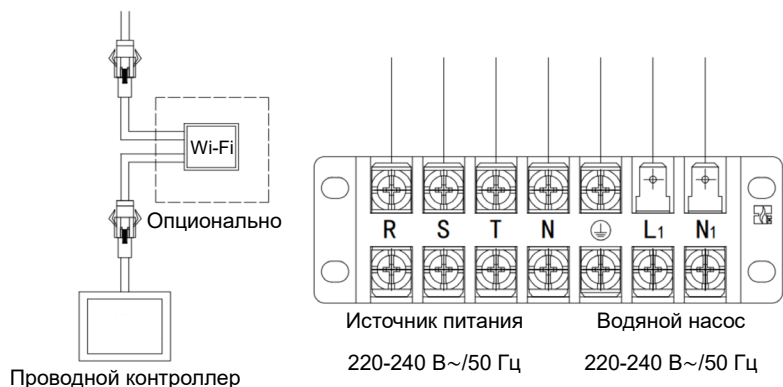 Wi-Fi
Опционально
Проводной контроллер
R S T N L1 N1
Источник питания Водяной насос
220-240 В~/50 Гц 220-240 В~/50 Гц